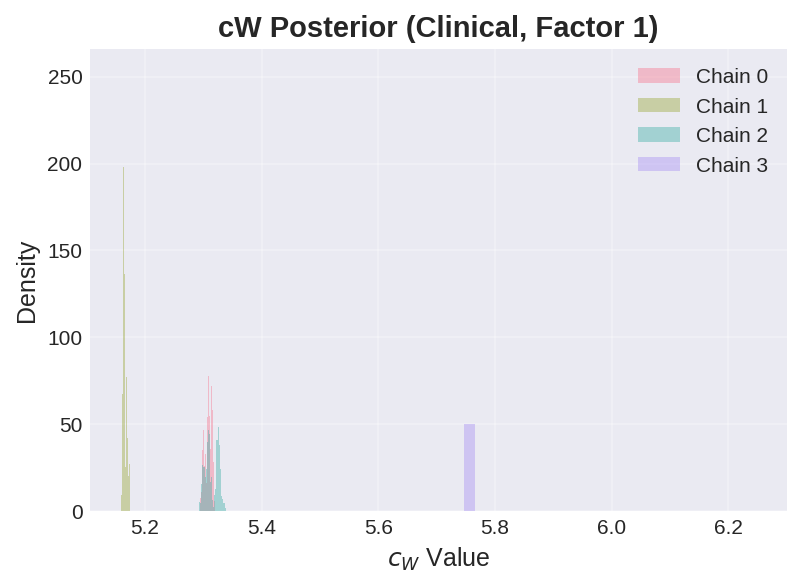 cW Posterior (Clinical, Factor 1)
250
200
150
100
50
0
Density
Chain 0
Chain 1
Chain 2
Chain 3
5.2 5.4 5.6 5.8 6.0 6.2
c_W Value